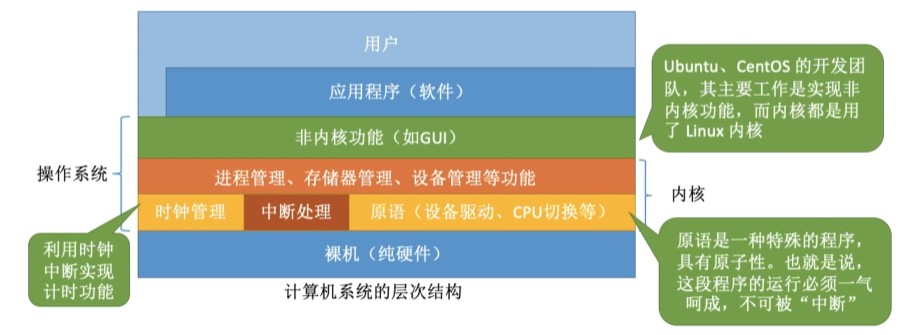 用户
应用程序（软件）
非内核功能（如GUI）
进程管理、存储器管理、设备管理等功能
时钟管理
中断处理
原语（设备驱动、CPU切换等）
裸机（纯硬件）
计算机系统的层次结构
操作系统
内核
利用时钟
中断实现
计时功能
Ubuntu、CentOS 的开发团
队，其主要工作是实现非
内核功能，而内核都是用
了 Linux 内核
原语是一种特殊的程序，
具有原子性。也就是说，
这段程序的运行必须一气
呵成，不可被“中断”